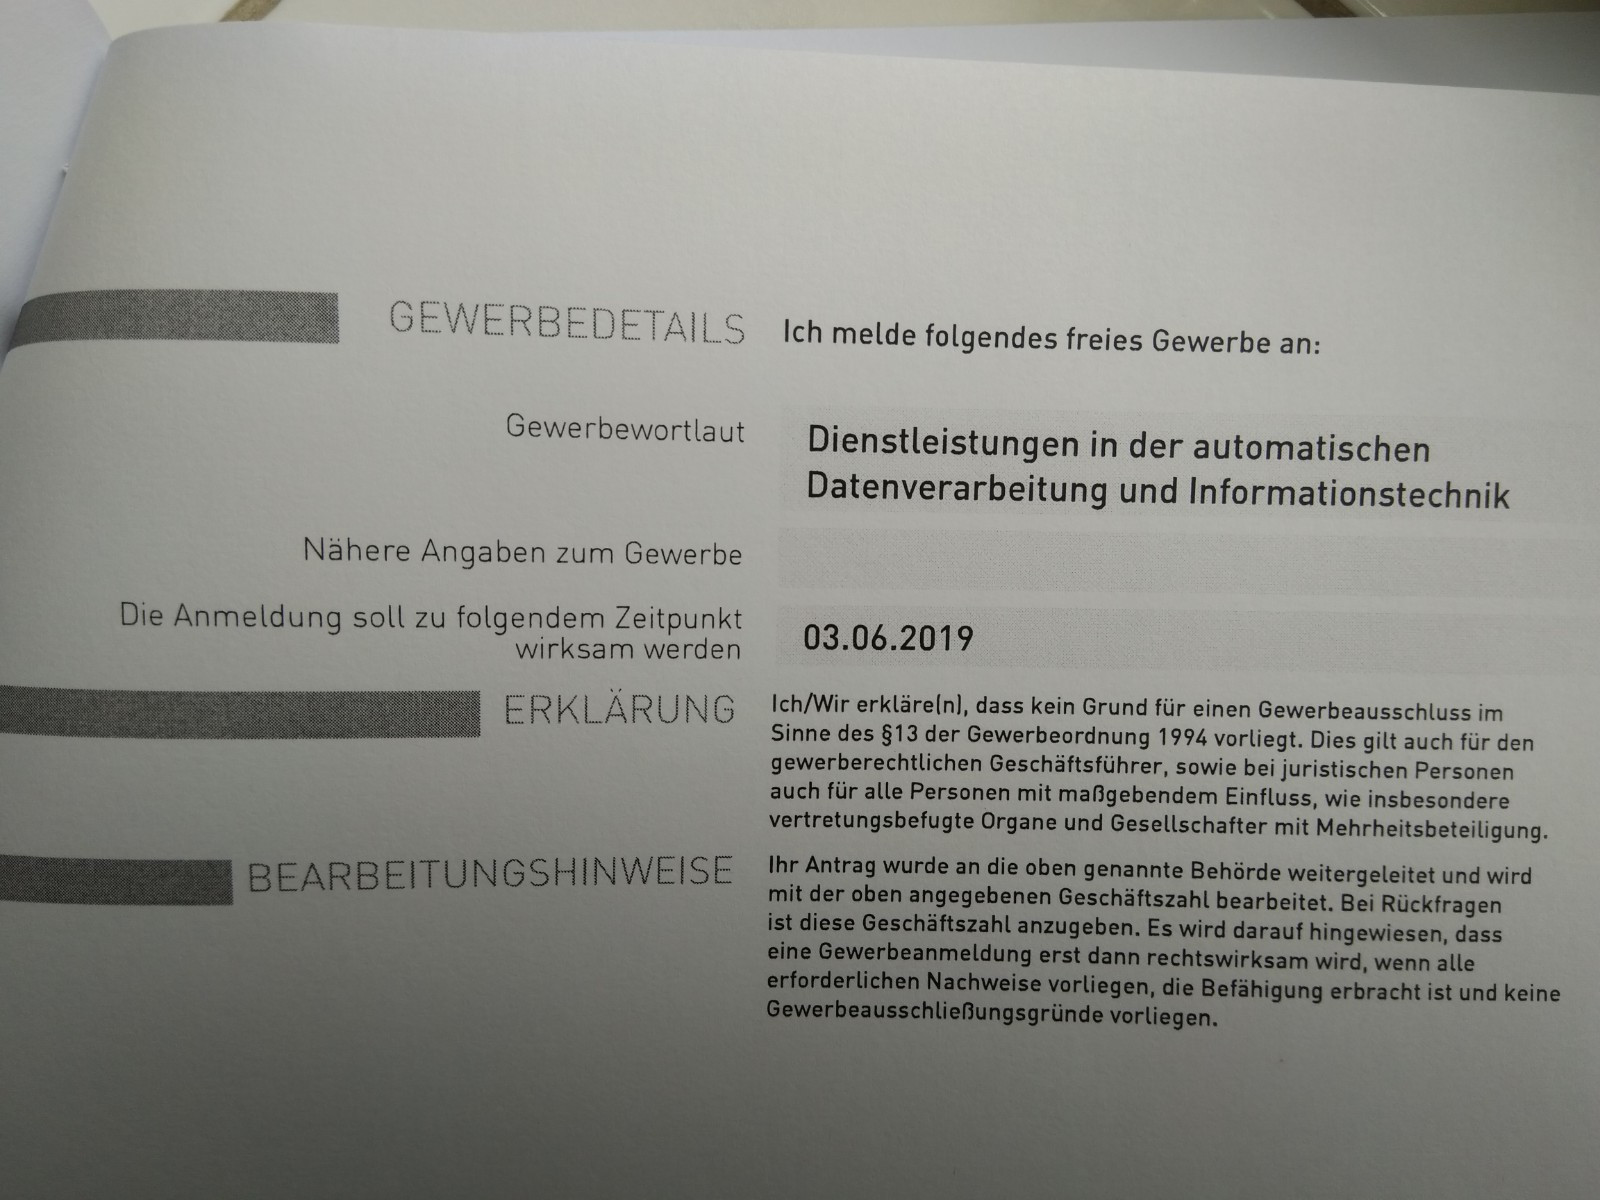 GEWERBEDETAILS
Ich melde folgendes freies Gewerbe an:
Gewerbewortlaut
Dienstleistungen in der automatischen
Datenverarbeitung und Informationstechnik
Nähere Angaben zum Gewerbe
Die Anmeldung soll zu folgendem Zeitpunkt
wirksam werden
03.06.2019
ERKLÄRUNG
Ich/Wir erkläre(n), dass kein Grund für einen Gewerbeausschluss im
Sinne des §13 der Gewerbeordnung 1994 vorliegt. Dies gilt auch für den
gewerberechtlichen Geschäftsführer, sowie bei juristischen Personen
auch für alle Personen mit maßgebendem Einfluss, wie insbesondere
vertretungsbefugte Organe und Gesellschafter mit Mehrheitsbeteiligung.
BEARBEITUNGSHINWEISE
Ihr Antrag wurde an die oben genannte Behörde weitergeleitet und wird
mit der oben angegebenen Geschäftszahl bearbeitet. Bei Rückfragen
ist diese Geschäftszahl anzugeben. Es wird darauf hingewiesen, dass
eine Gewerbeanmeldung erst dann rechtswirksam wird, wenn alle
erforderlichen Nachweise vorliegen, die Befähigung erbracht ist und keine
Gewerbeausschließungsgründe vorliegen.